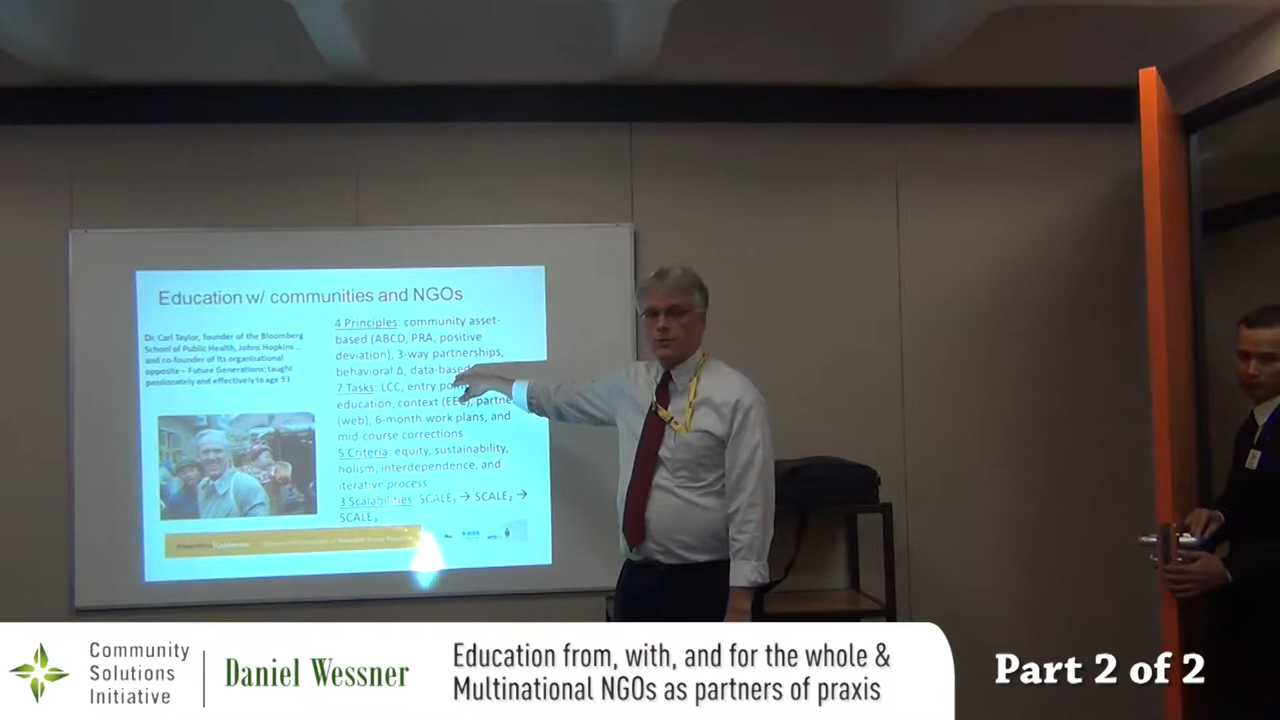 Education w/ communities and NGOs
Dr. Carl Taylor, founder of the Bloomberg
School of Public Health, Johns Hopkins ...
and co-founder of its organizational
opposite – Future Generations; taught
passionately and effectively to age 93
4 Principles: community asset-
based (ABCD, PRA, positive
deviation), 3-way partnerships,
behavioral Δ, data-based
7 Tasks: LCC, entry
education, context
(web), 6-month work plans, and
mid course corrections
5 Criteria: equity, sustainability,
holism, interdependence, and
iterative process
3 Scalabilities: SCALE₁ → SCALE₂ →
SCALE₃
Community
Solutions
Initiative
Daniel Wessner
Education from, with, and for the whole &
Multinational NGOs as partners of praxis
Part 2 of 2